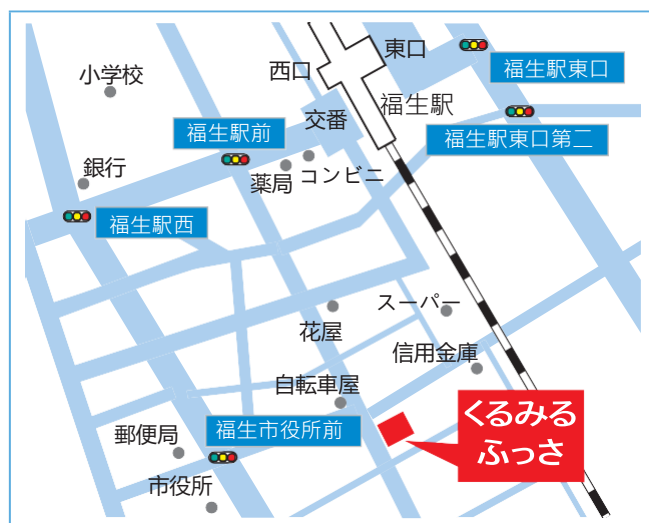 東口
福生駅東口
西口
小学校
福生駅
交番
福生駅前
福生駅東口第二
銀行
薬局
コンビニ
福生駅西
スーパー
花屋
信用金庫
自転車屋
くるみる
ふっさ
郵便局
福生市役所前
市役所